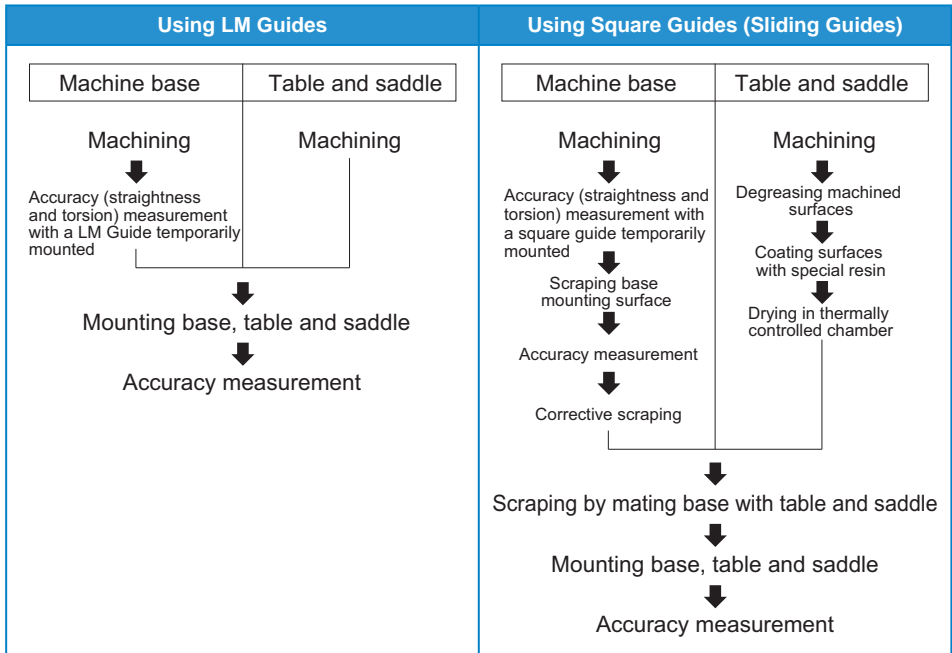 Using LM Guides
Machine base
Table and saddle
Machining
Machining
Accuracy (straightness
and torsion) measurement
with a LM Guide temporarily
mounted
Mounting base, table and saddle
Accuracy measurement
Using Square Guides (Sliding Guides)
Machine base
Table and saddle
Machining
Accuracy (straightness and
torsion) measurement with
a square guide temporarily
mounted
Scraping base
mounting surface
Accuracy measurement
Corrective scraping
Machining
Degreasing machined
surfaces
Coating surfaces
with special resin
Drying in thermally
controlled chamber
Scraping by mating base with table and saddle
Mounting base, table and saddle
Accuracy measurement